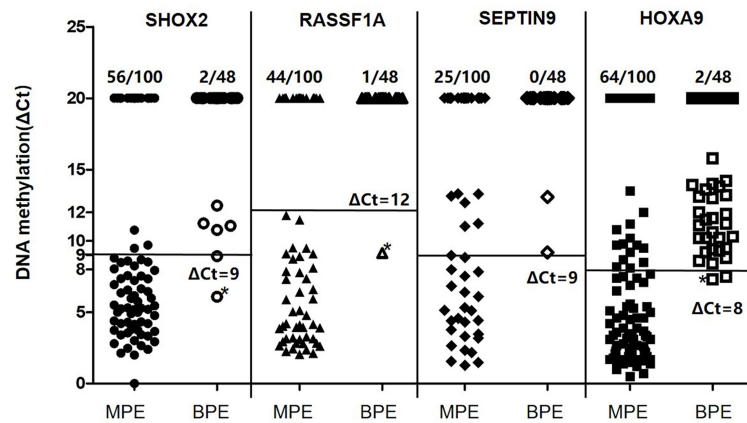 SHOX2 RASSF1A SEPTIN9 HOXA9
25
56/100 2/48 44/100 1/48 25/100 0/48 64/100 2/48
20
15
ΔCt=12
12
10
9
ΔCt=9 * * ΔCt=9 *
8
ΔCt=8
5
0
MPE BPE MPE BPE MPE BPE MPE BPE
DNA methylation(ΔCt)